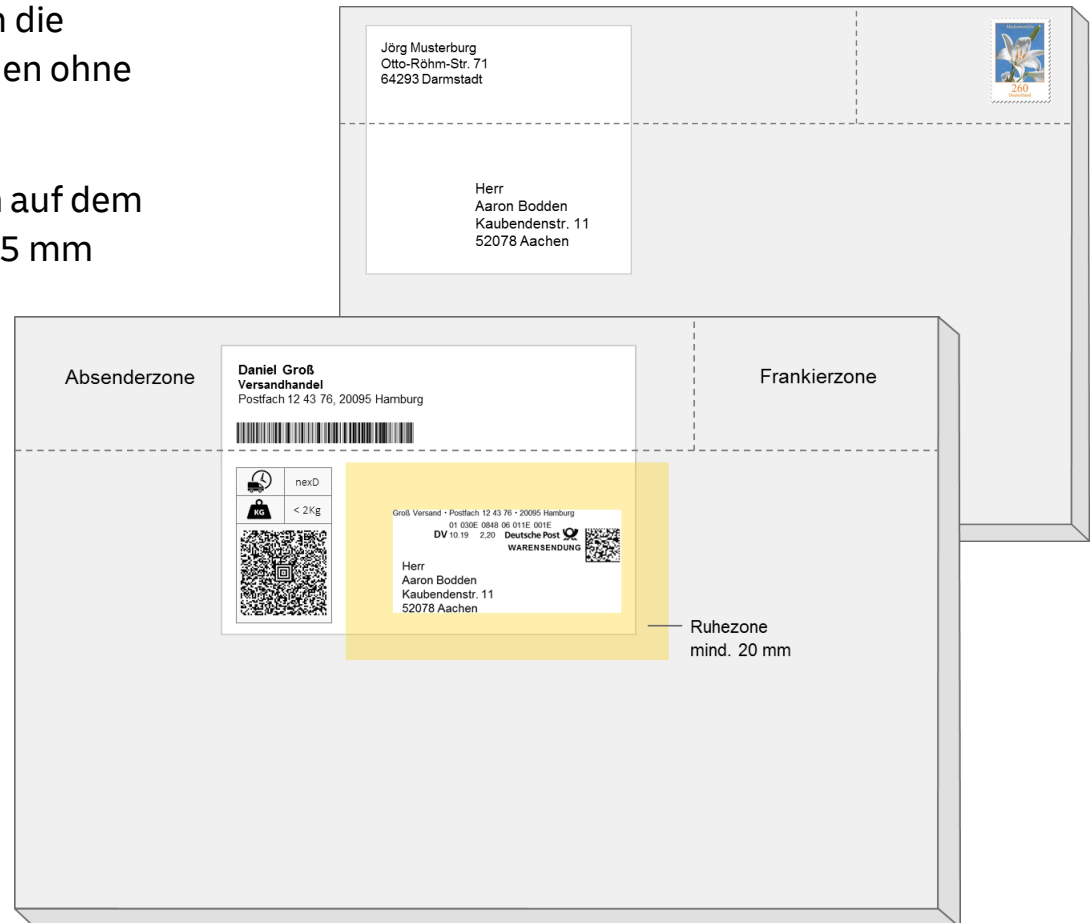 n die
en ohne
n auf dem
5 mm
Jörg Musterburg
Otto-Röhm-Str. 71
64293 Darmstadt
260
Deutschland
Herr
Aaron Bodden
Kaubendenstr. 11
52078 Aachen
Absenderzone
Daniel Groß
Versandhandel
Postfach 12 43 76, 20095 Hamburg
Frankierzone
nexD
KG < 2Kg
Groß Versand • Postfach 12 43 76 • 20095 Hamburg
01 030E 0848 06 011E 001E
DV 10.19 2,20 Deutsche Post
WARENSENDUNG
Herr
Aaron Bodden
Kaubendenstr. 11
52078 Aachen
Ruhezone
mind. 20 mm